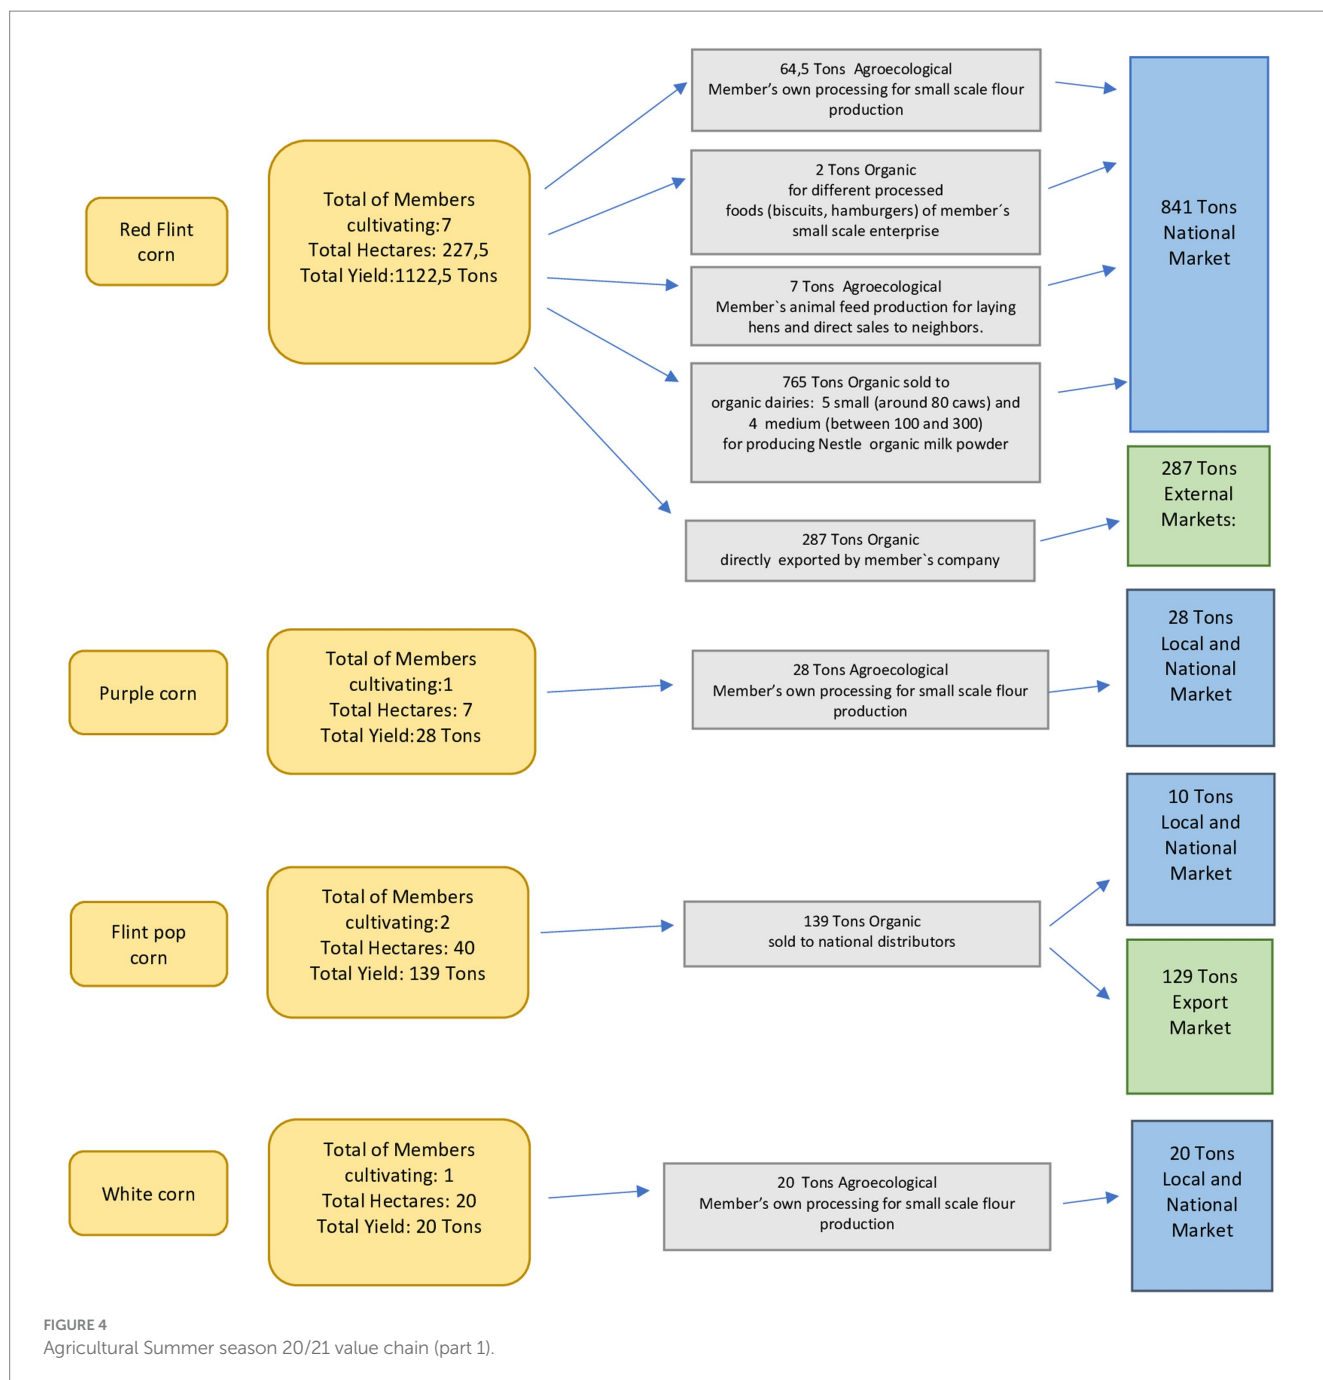 Red Flint
corn
Total of Members
cultivating:7
Total Hectares: 227,5
Total Yield:1122,5 Tons
64,5 Tons  Agroecological
Member’s own processing for small scale flour
production
2 Tons Organic
for different processed
foods (biscuits, hamburgers) of member´s
small scale enterprise
7 Tons  Agroecological
Member`s animal feed production for laying
hens and direct sales to neighbors.
765 Tons Organic sold to
organic dairies:  5 small (around 80 caws) and
4  medium (between 100 and 300)
for producing Nestle  organic milk powder
287 Tons Organic
directly  exported by member`s company
841 Tons
National
Market
287 Tons
External
Markets:
Purple corn
Total of Members
cultivating:1
Total Hectares: 7
Total Yield:28 Tons
28 Tons Agroecological
Member’s own processing for small scale flour
production
28 Tons
Local and
National
Market
Flint pop
corn
Total of Members
cultivating:2
Total Hectares: 40
Total Yield: 139 Tons
139 Tons Organic
sold to national distributors
10 Tons
Local and
National
Market
129 Tons
Export
Market
White corn
Total of Members
cultivating: 1
Total Hectares: 20
Total Yield: 20 Tons
20  Tons Agroecological
Member’s own processing for small scale flour
production
20 Tons
Local and
National
Market
FIGURE 4
Agricultural Summer season 20/21 value chain (part 1).